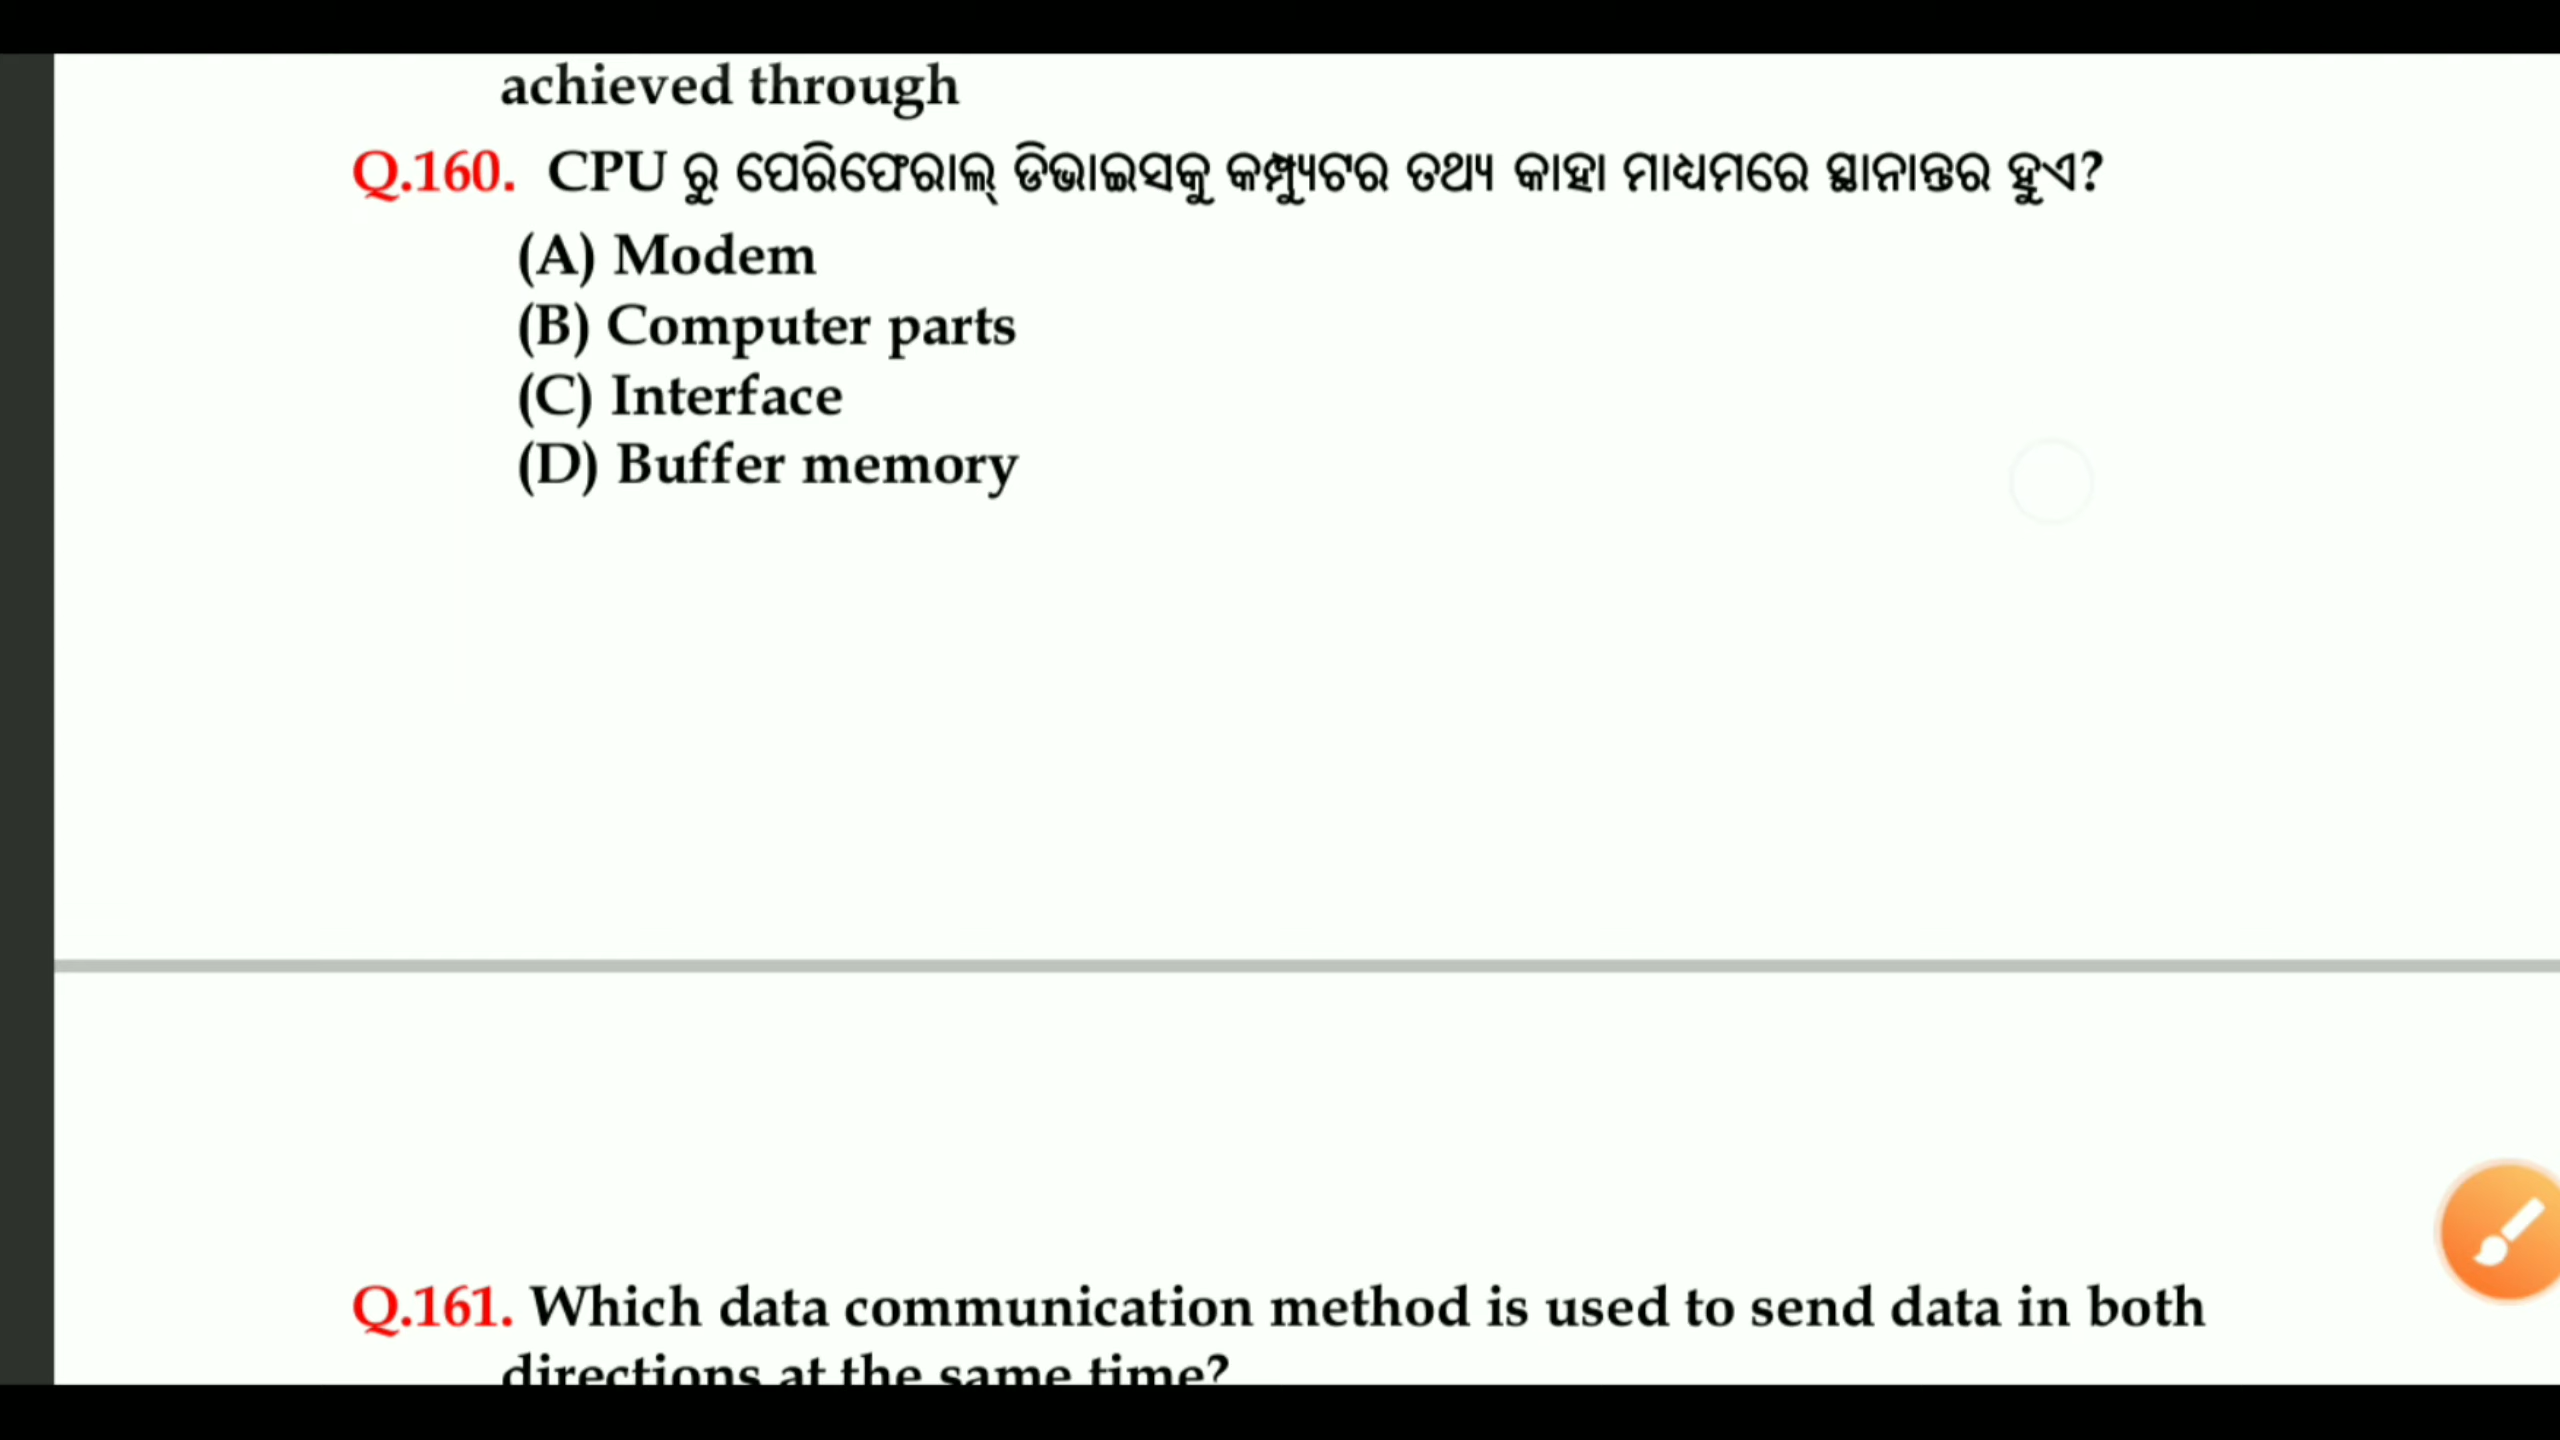 achieved through
Q.160. CPU ରୁ ପେରିଫେରାଲ୍ ଡିଭାଇସକୁ କମ୍ପ୍ୟୁଟର ତଥ୍ୟ କାହା ମାଧ୍ୟମରେ ସ୍ଥାନାନ୍ତର ହୁଏ?
(A) Modem
(B) Computer parts
(C) Interface
(D) Buffer memory
Q.161. Which data communication method is used to send data in both
directions at the same time?